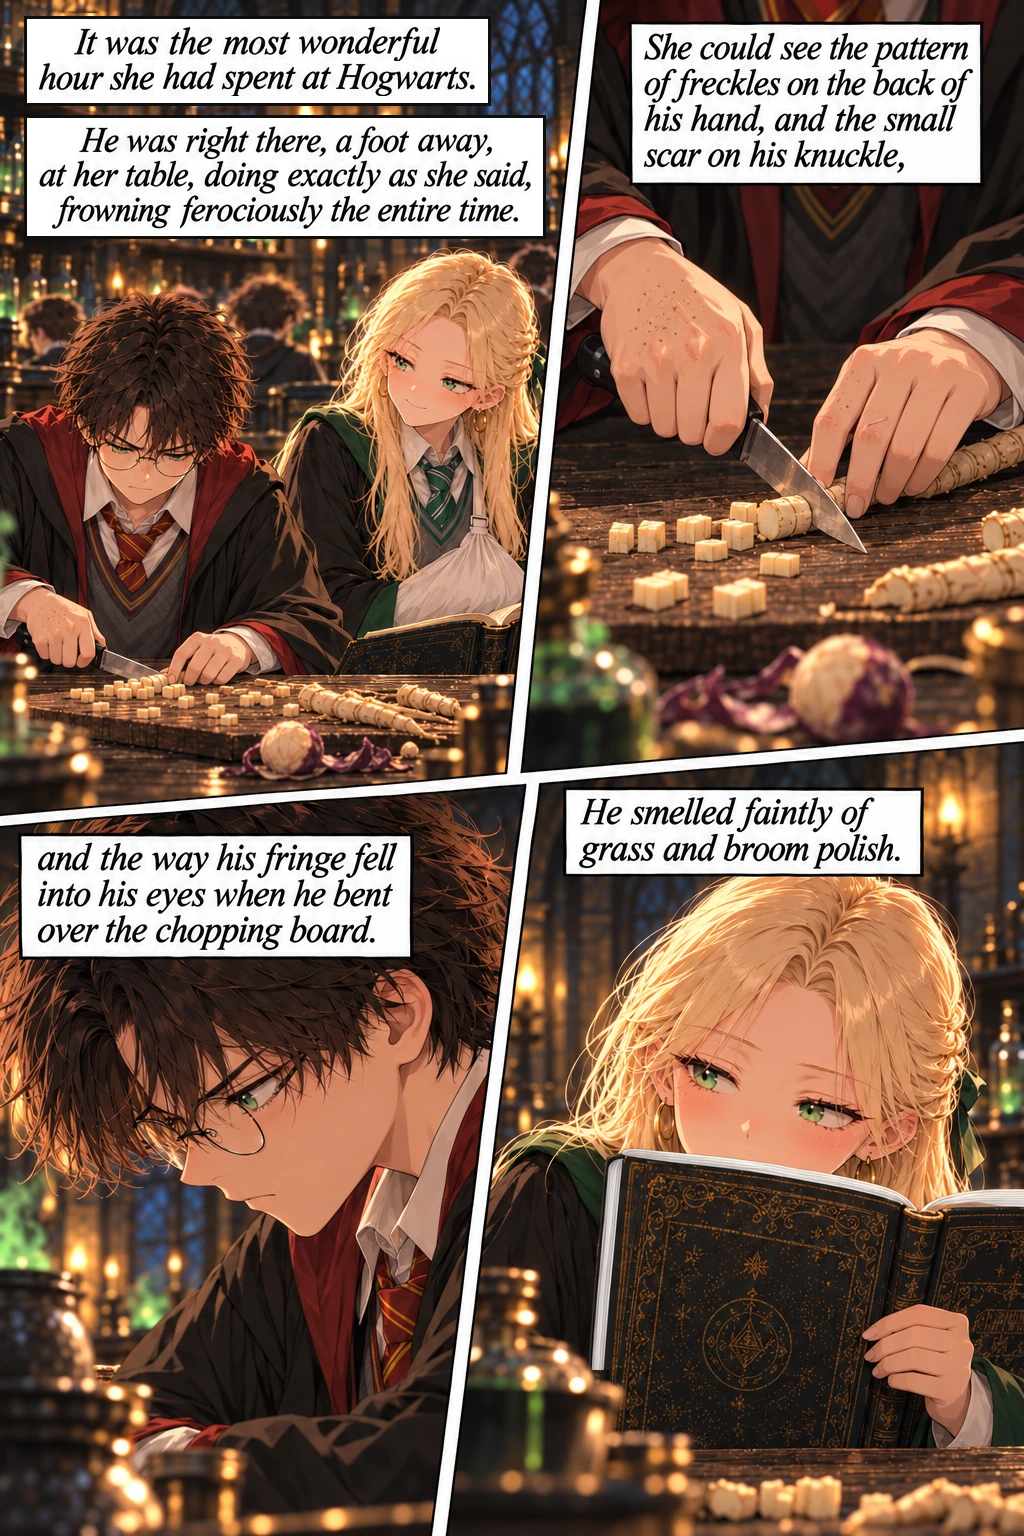 It was the most wonderful
hour she had spent at Hogwarts.
He was right there, a foot away,
at her table, doing exactly as she said,
frowning ferociously the entire time.
She could see the pattern
of freckles on the back of
his hand, and the small
scar on his knuckle,
and the way his fringe fell
into his eyes when he bent
over the chopping board.
He smelled faintly of
grass and broom polish.